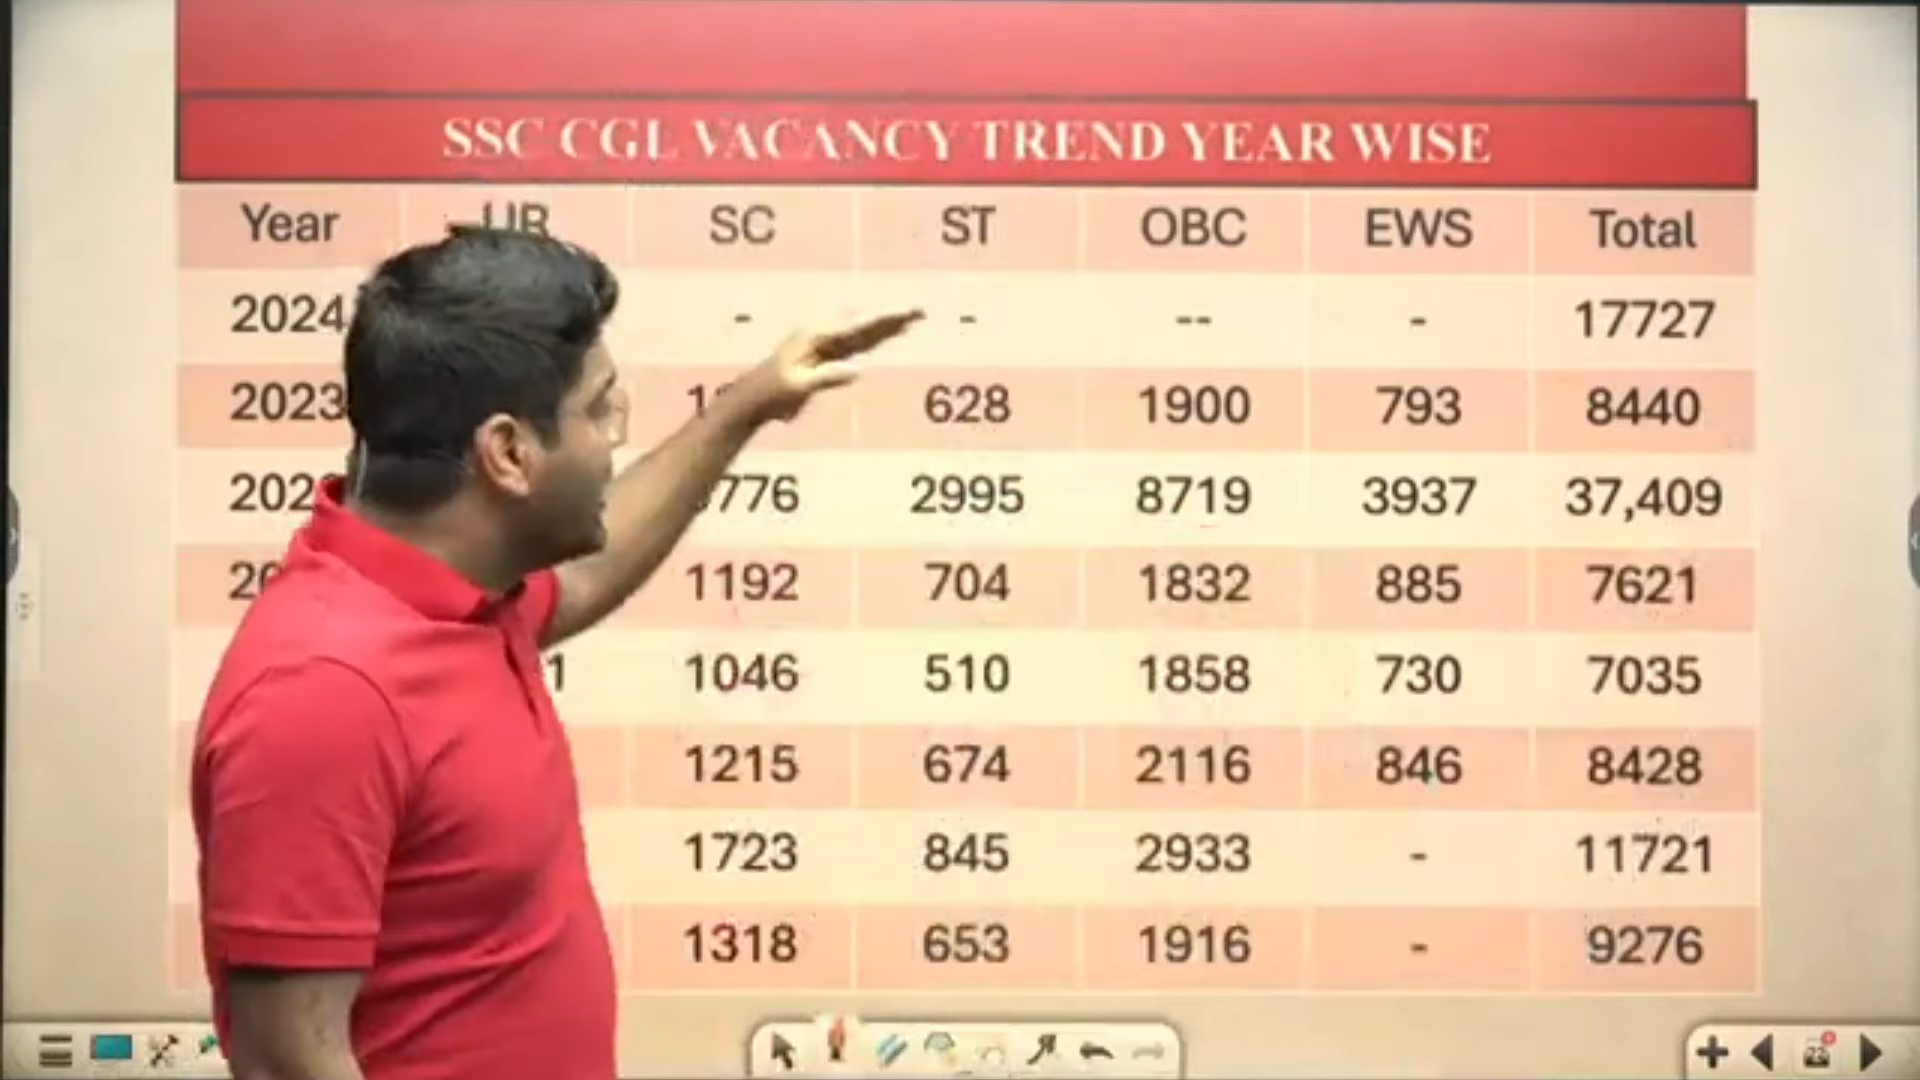 SSC CGL VACANCY TREND YEAR WISE
Year UR SC ST OBC EWS Total
2024 - - -- - 17727
2023 628 1900 793 8440
776 2995 8719 3937 37,409
1192 704 1832 885 7621
1 1046 510 1858 730 7035
1215 674 2116 846 8428
1723 845 2933 - 11721
1318 653 1916 - 9276